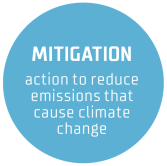 MITIGATION
action to reduce
emissions that
cause climate
change